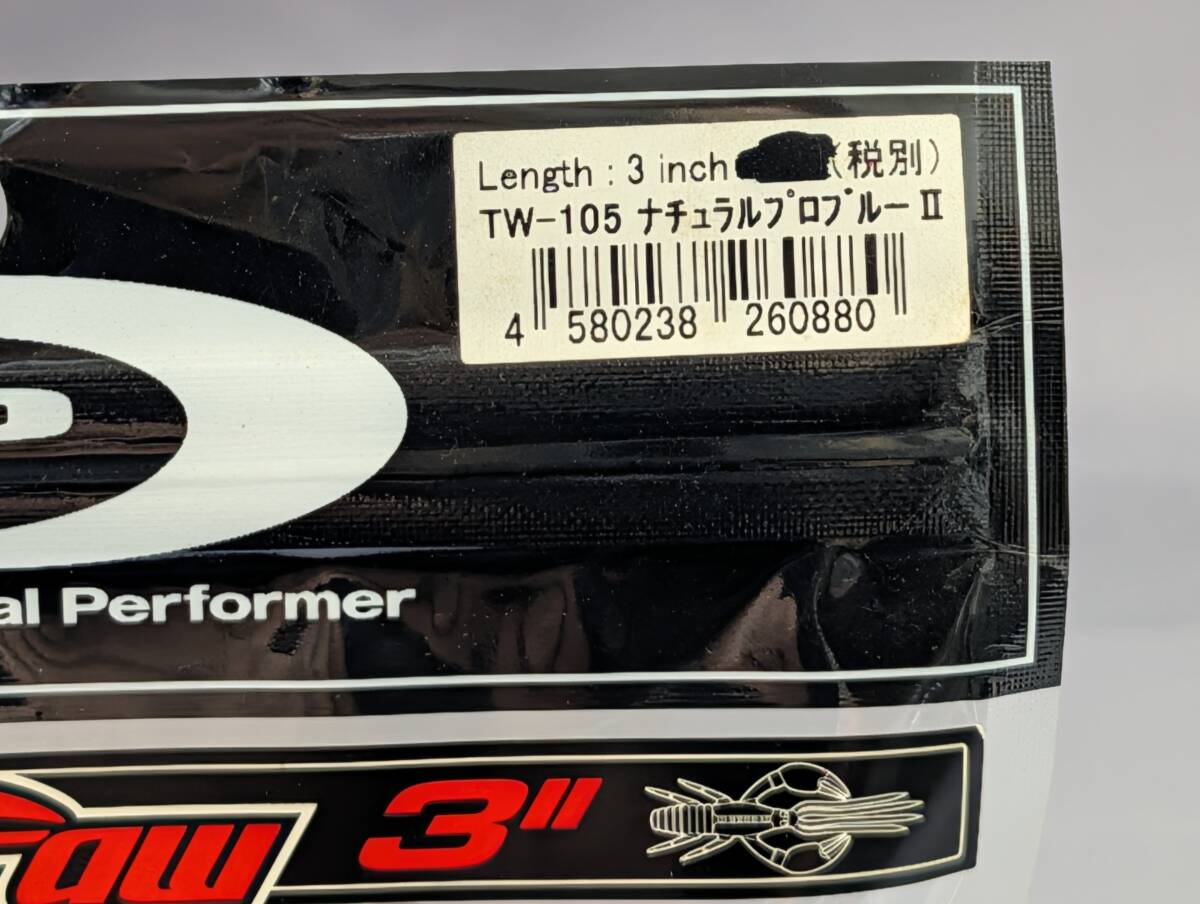 Length : 3 inch (税別)
TW-105 ナチュラルプロブルーⅡ
4 580238 260880
al Performer
raw 3"